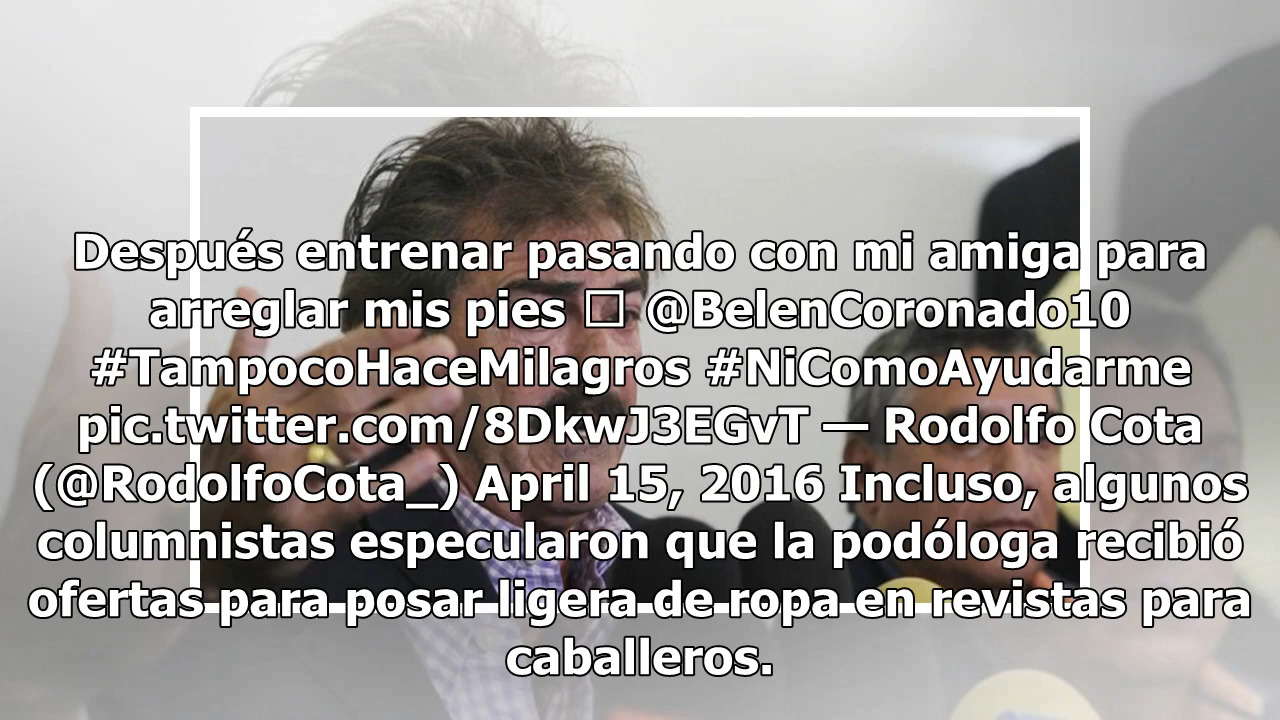 Después entrenar pasando con mi amiga para
arreglar mis pies □ @BelenCoronado10
#TampocoHaceMilagros #NiComoAyudarme
pic.twitter.com/8DkwJ3EGvT — Rodolfo Cota
(@RodolfoCota_) April 15, 2016 Incluso, algunos
columnistas especularon que la podóloga recibió
ofertas para posar ligera de ropa en revistas para
caballeros.